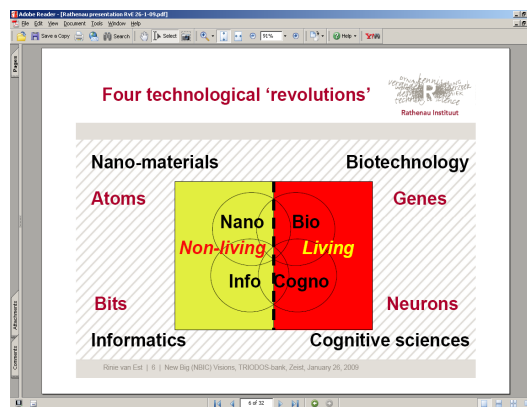 Adobe Reader - [Rathenau presentation RvE 26-1-09.pdf]
File Edit View Document Tools Window Help
Save a Copy Search Select 91% Help Y!
Pages
Four technological ‘revolutions’
Rathenau Instituut
Nano-materials Biotechnology
Atoms Genes
Nano Bio
Non-living Living
Info Cogno
Bits Neurons
Informatics Cognitive sciences
Attachments
Comments
Rinie van Est | 6 | New Big (NBIC) Visions, TRIODOS-bank, Zeist, January 26, 2009
6 of 32